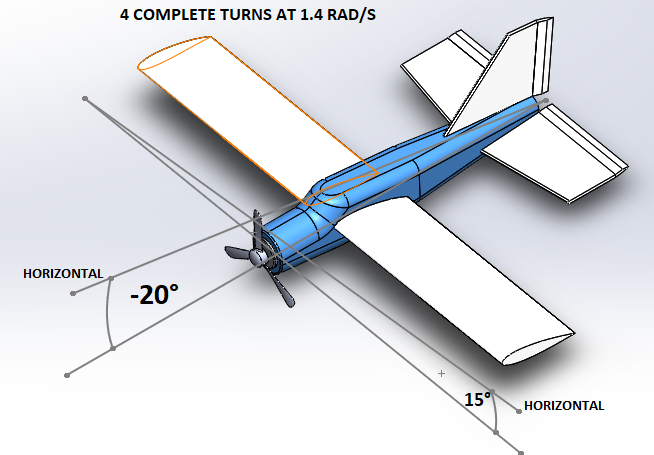 4 COMPLETE TURNS AT 1.4 RAD/S
HORIZONTAL
-20°
15°
HORIZONTAL